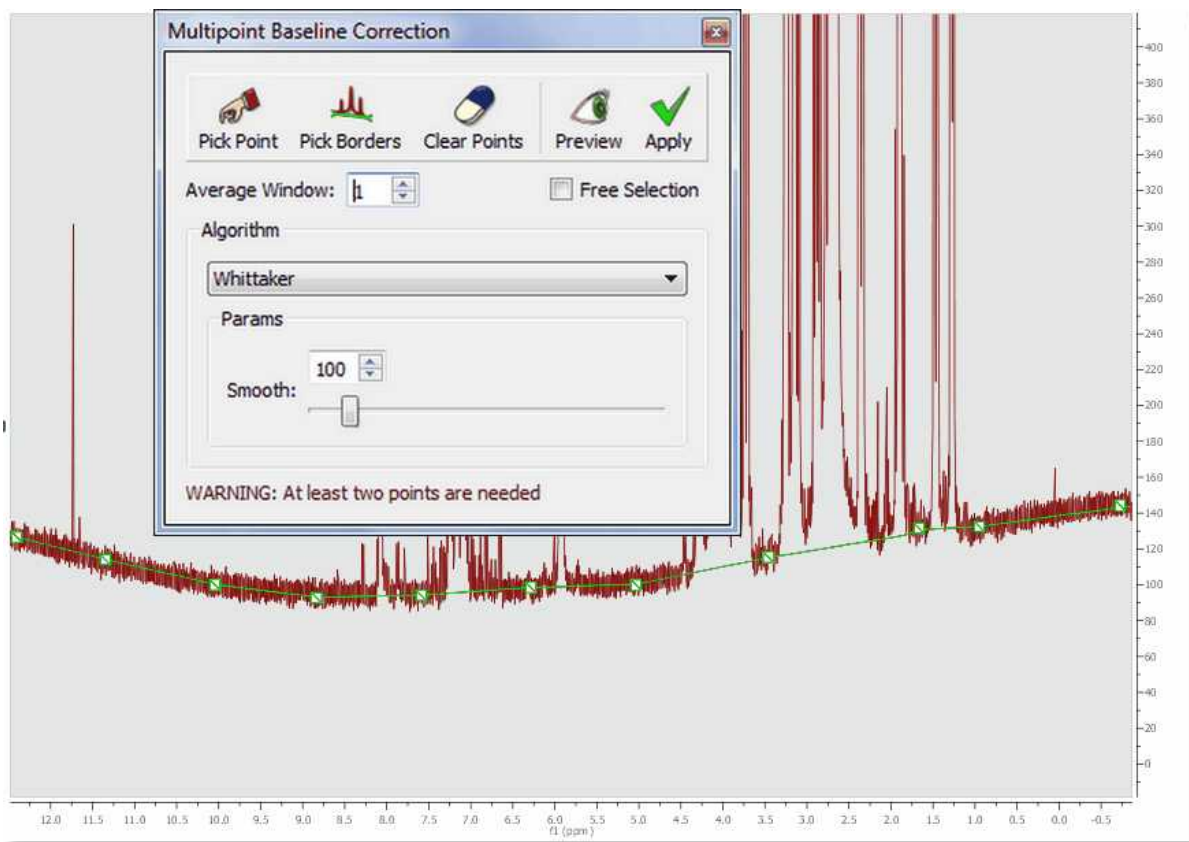 Multipoint Baseline Correction
Pick Point Pick Borders Clear Points Preview Apply
Average Window: 1 Free Selection
Algorithm
Whittaker
Params
100
Smooth:
WARNING: At least two points are needed
400
380
360
340
320
300
280
260
240
220
200
180
160
140
120
100
80
60
40
20
0
12.0 11.5 11.0 10.5 10.0 9.5 9.0 8.5 8.0 7.5 7.0 6.5 6.0 5.5 5.0 4.5 4.0 3.5 3.0 2.5 2.0 1.5 1.0 0.5 0.0 -0.5
f1 (ppm)